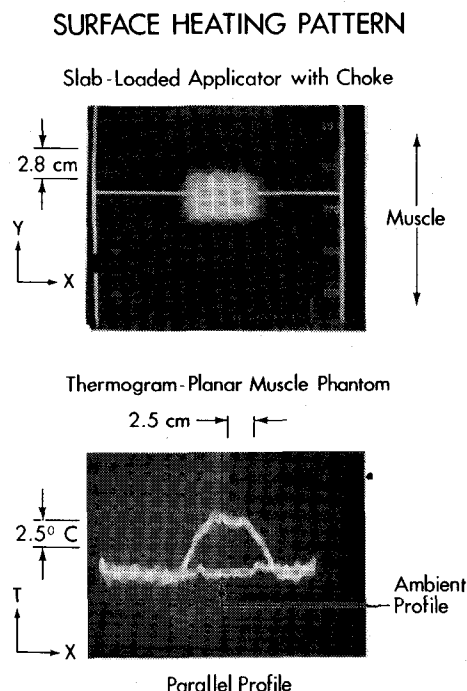 SURFACE HEATING PATTERN
Slab-Loaded Applicator with Choke
2.8 cm
Muscle
Y
X
Thermogram-Planar Muscle Phantom
2.5 cm
2.5° C
Ambient
Profile
T
X
Parallel Profile